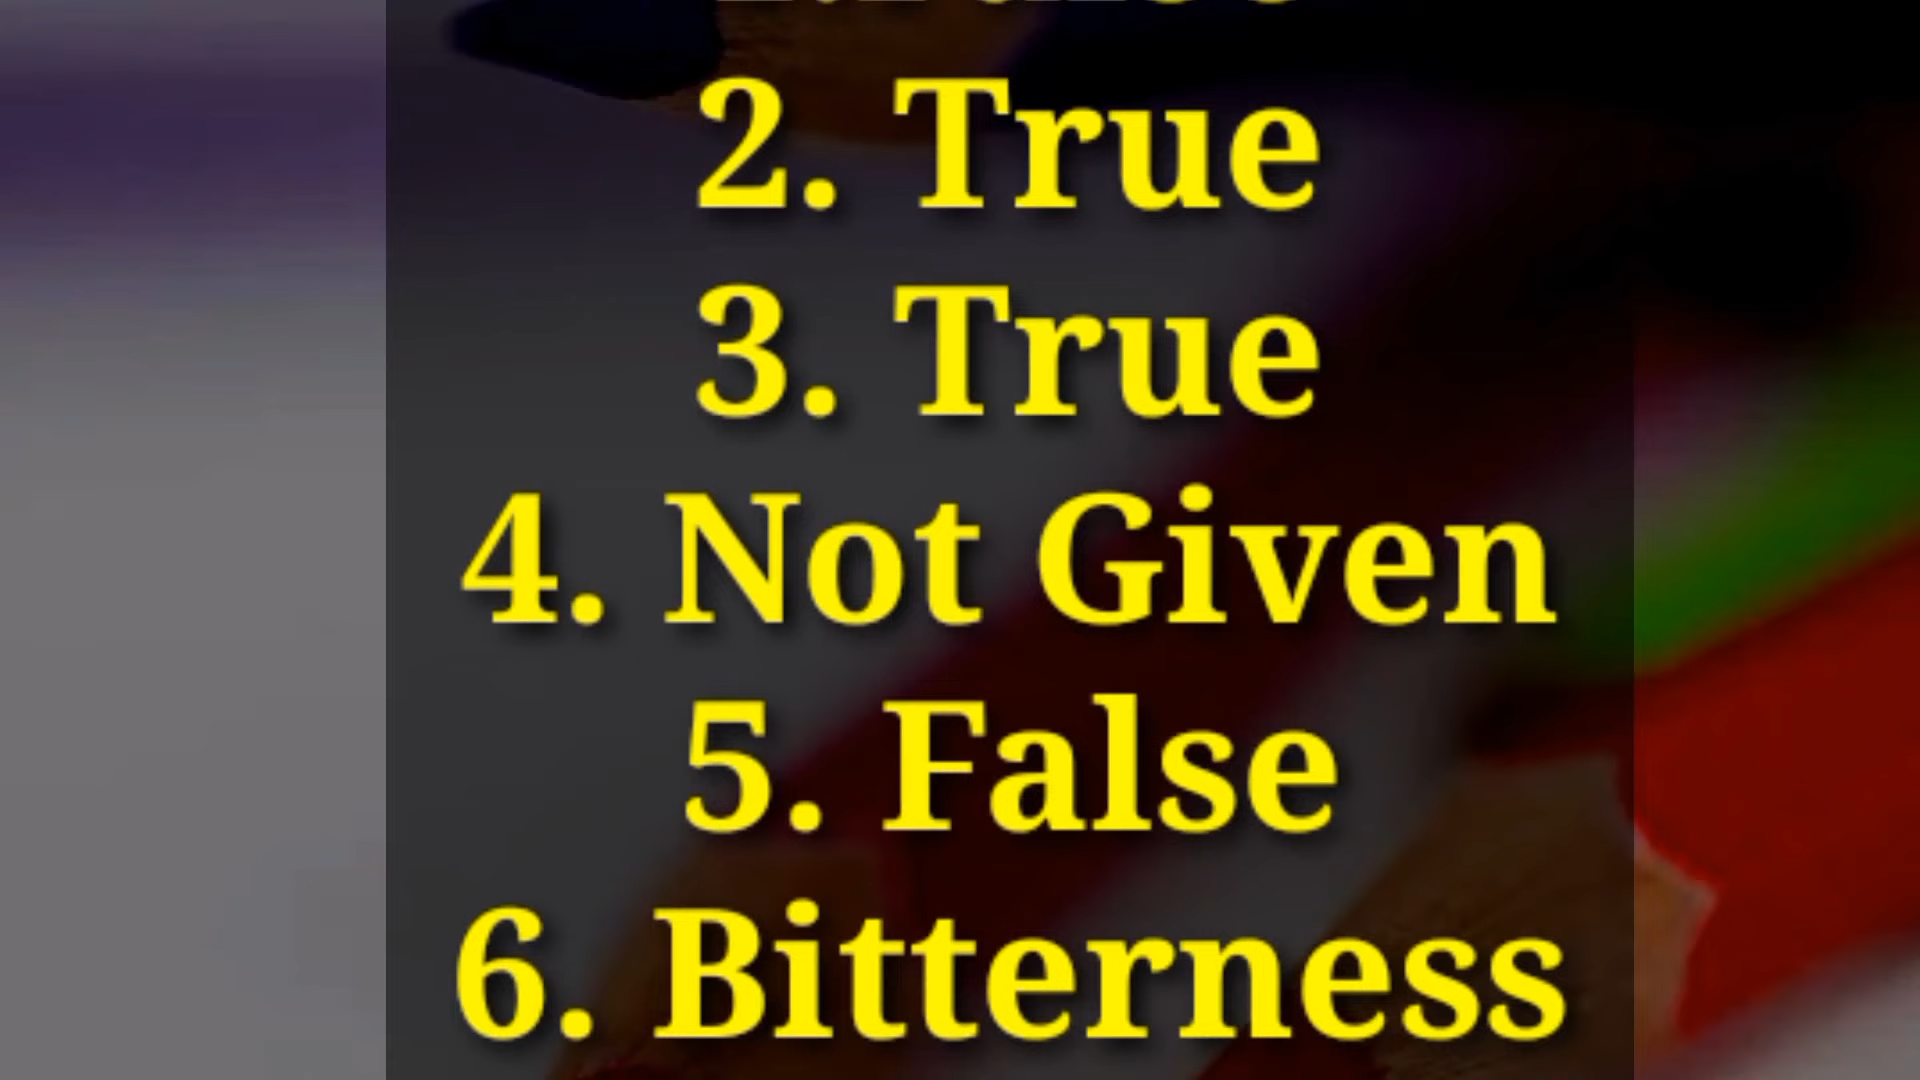 2. True
3. True
4. Not Given
5. False
6. Bitterness